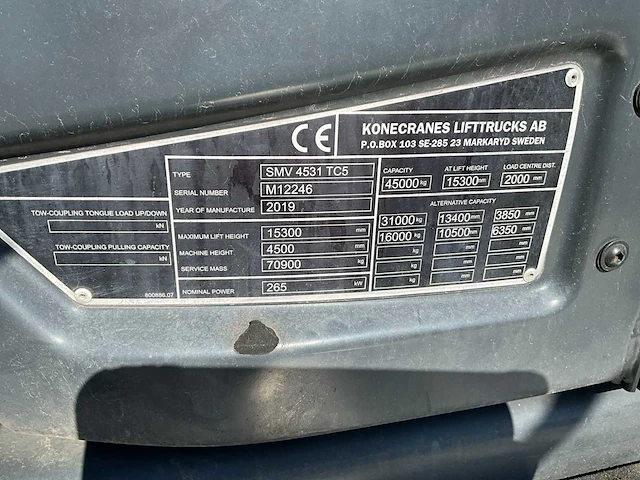 CE
KONECRANES LIFTTRUCKS AB
P.O.BOX 103 SE-285 23 MARKARYD SWEDEN
TYPE SMV 4531 TC5
SERIAL NUMBER M12246
YEAR OF MANUFACTURE 2019
MAXIMUM LIFT HEIGHT 15300 mm
MACHINE HEIGHT 4500 mm
SERVICE MASS 70900 kg
NOMINAL POWER 265 kW
CAPACITY AT LIFT HEIGHT LOAD CENTRE DIST.
45000 kg 15300 mm 2000 mm
ALTERNATIVE CAPACITY
31000 kg 13400 mm 3850 mm
16000 kg 10500 mm 6350 mm
kg mm mm
kg mm mm
TOW-COUPLING TONGUE LOAD UP/DOWN
kN
TOW-COUPLING PULLING CAPACITY
kN
800886.07